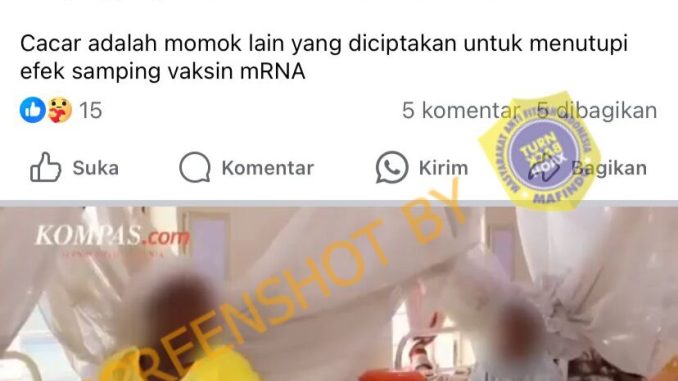 Cacar adalah momok lain yang diciptakan untuk menutupi
efek samping vaksin mRNA
15
5 komentar 5 dibagikan
Suka
Komentar
Kirim
Bagikan
MASYARAKAT ANTI FITNAH INDONESIA
TURN
BACK
HOAX
MAFINDO
KOMPAS.com
SCREENSHOT BY